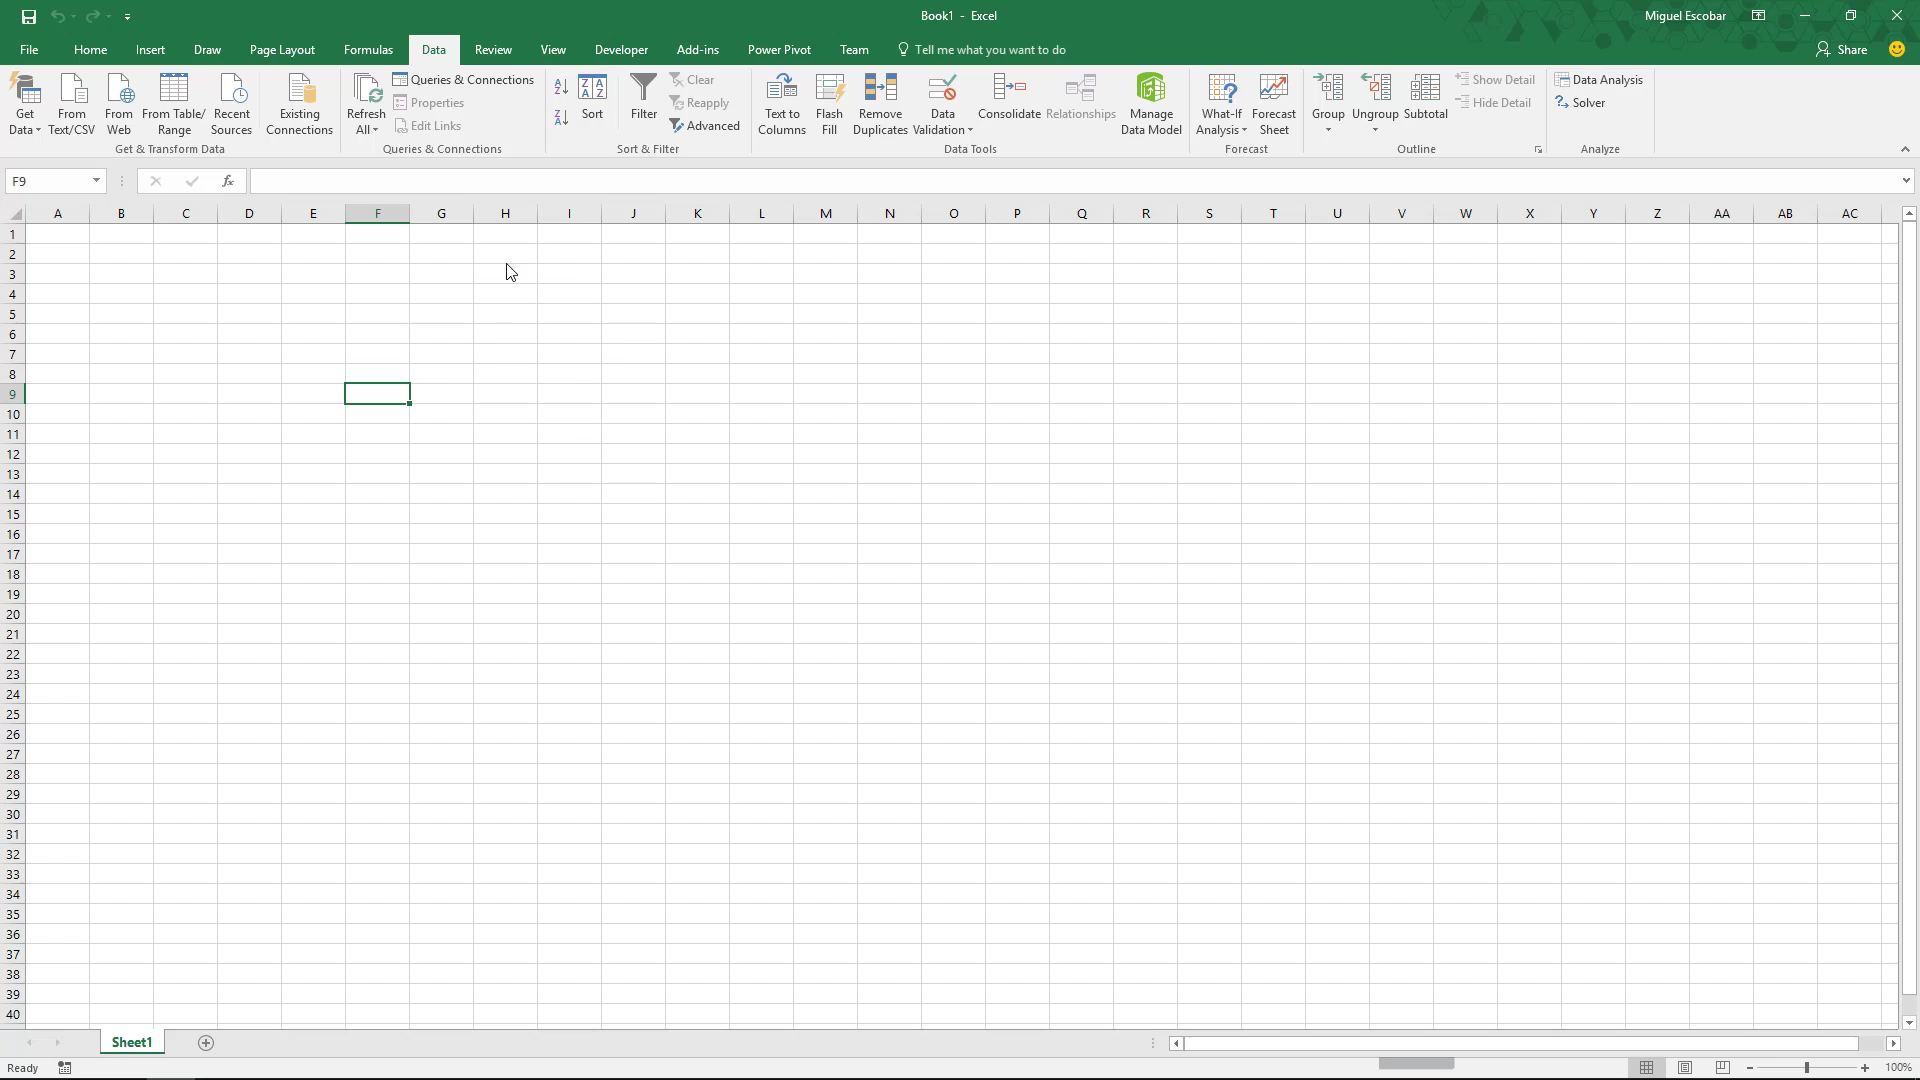 Book1 - Excel
Miguel Escobar
File Home Insert Draw Page Layout Formulas Data Review View Developer Add-ins Power Pivot Team Tell me what you want to do Share
Get Data
From Text/CSV
From Web
From Table/ Range
Recent Sources
Existing Connections
Get & Transform Data
Refresh All
Queries & Connections
Properties
Edit Links
Queries & Connections
Sort
Filter
Clear
Reapply
Advanced
Sort & Filter
Text to Columns
Flash Fill
Remove Duplicates
Data Validation
Consolidate
Relationships
Manage Data Model
Data Tools
What-If Analysis
Forecast Sheet
Forecast
Group
Ungroup
Subtotal
Show Detail
Hide Detail
Outline
Data Analysis
Solver
Analyze
F9
fx
A B C D E F G H I J K L M N O P Q R S T U V W X Y Z AA AB AC
1
2
3
4
5
6
7
8
9
10
11
12
13
14
15
16
17
18
19
20
21
22
23
24
25
26
27
28
29
30
31
32
33
34
35
36
37
38
39
40
Sheet1
Ready
100%